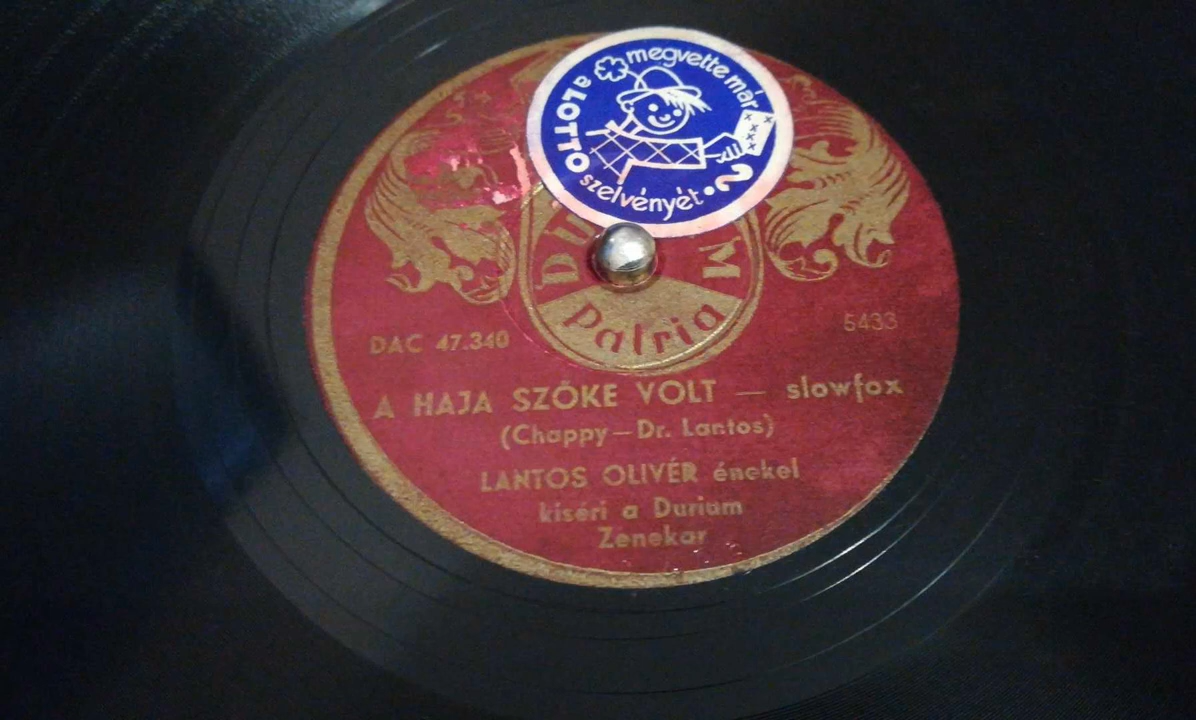 megvette már
a LOTTO
szelvényét?
DU M
Patria
DAC 47.340
5433
A HAJA SZŐKE VOLT — slowfox
(Chappy—Dr. Lantos)
LANTOS OLIVÉR énekel
kiséri a Durium
Zenekar